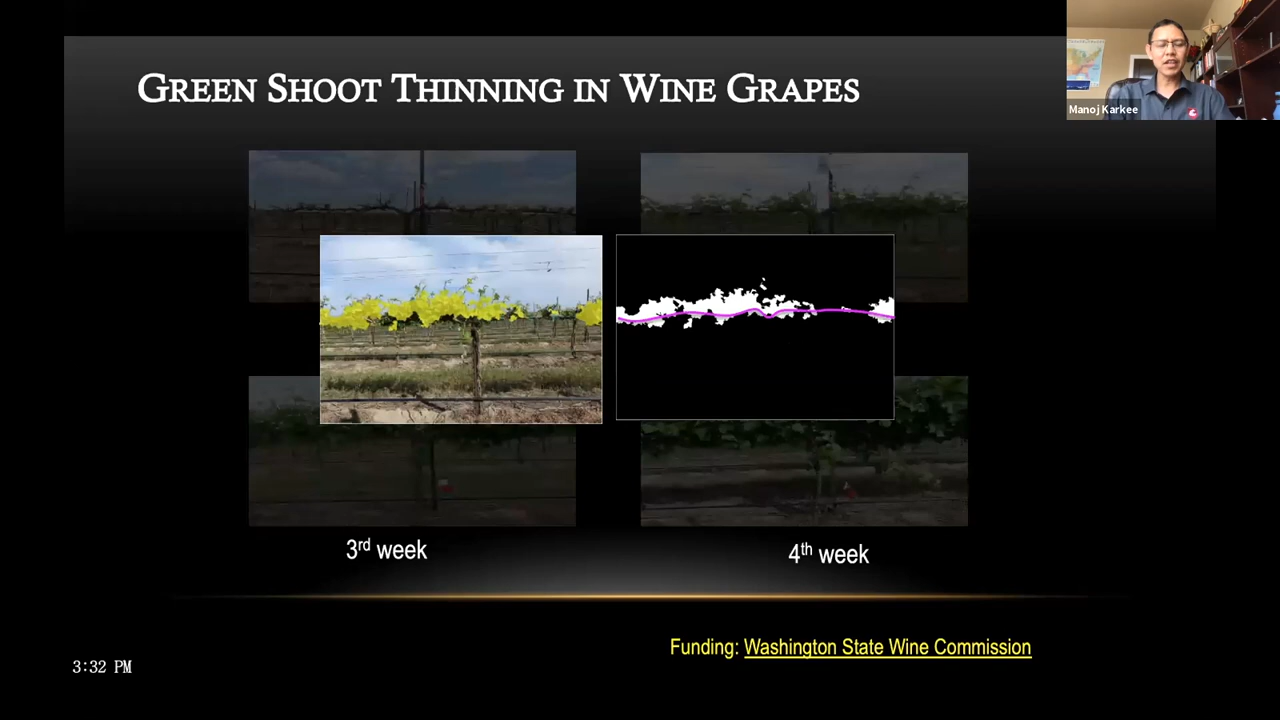 GREEN SHOOT THINNING IN WINE GRAPES
Manoj Karkee
3rd week
4th week
Funding: Washington State Wine Commission
3:32 PM